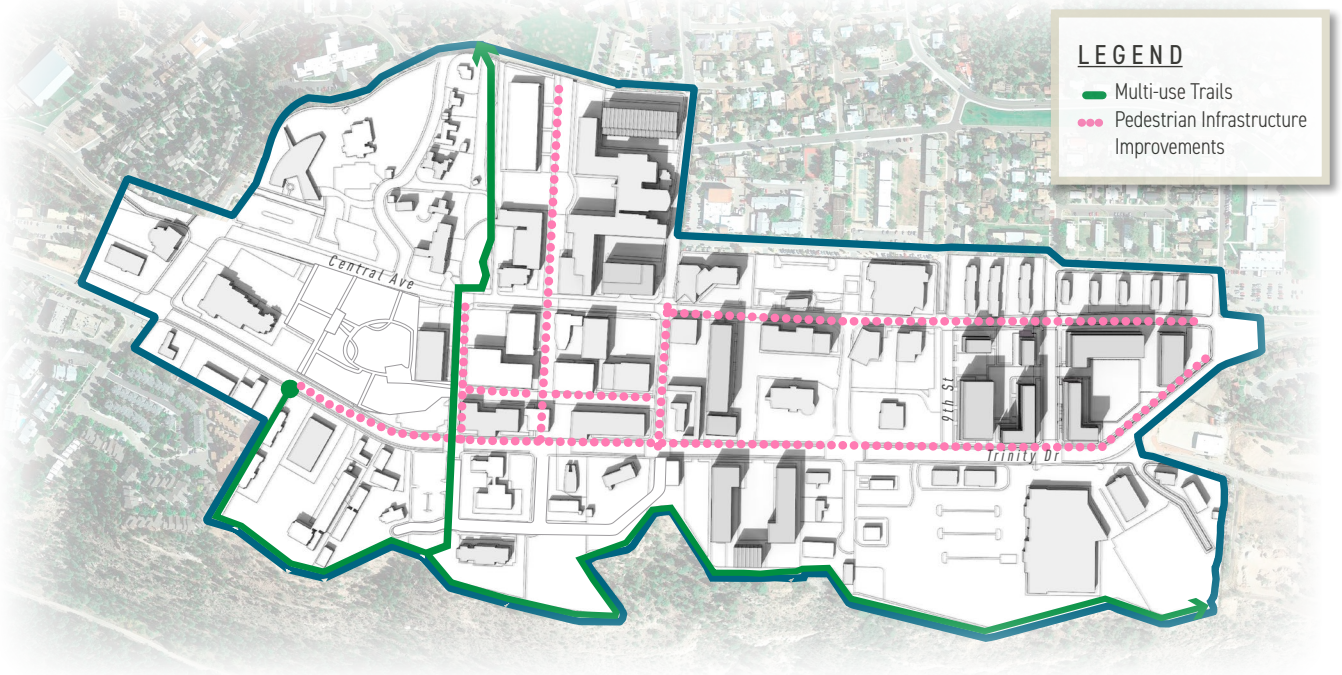 LEGEND
Multi-use Trails
Pedestrian Infrastructure
Improvements
Central Ave
9th St
Trinity Dr